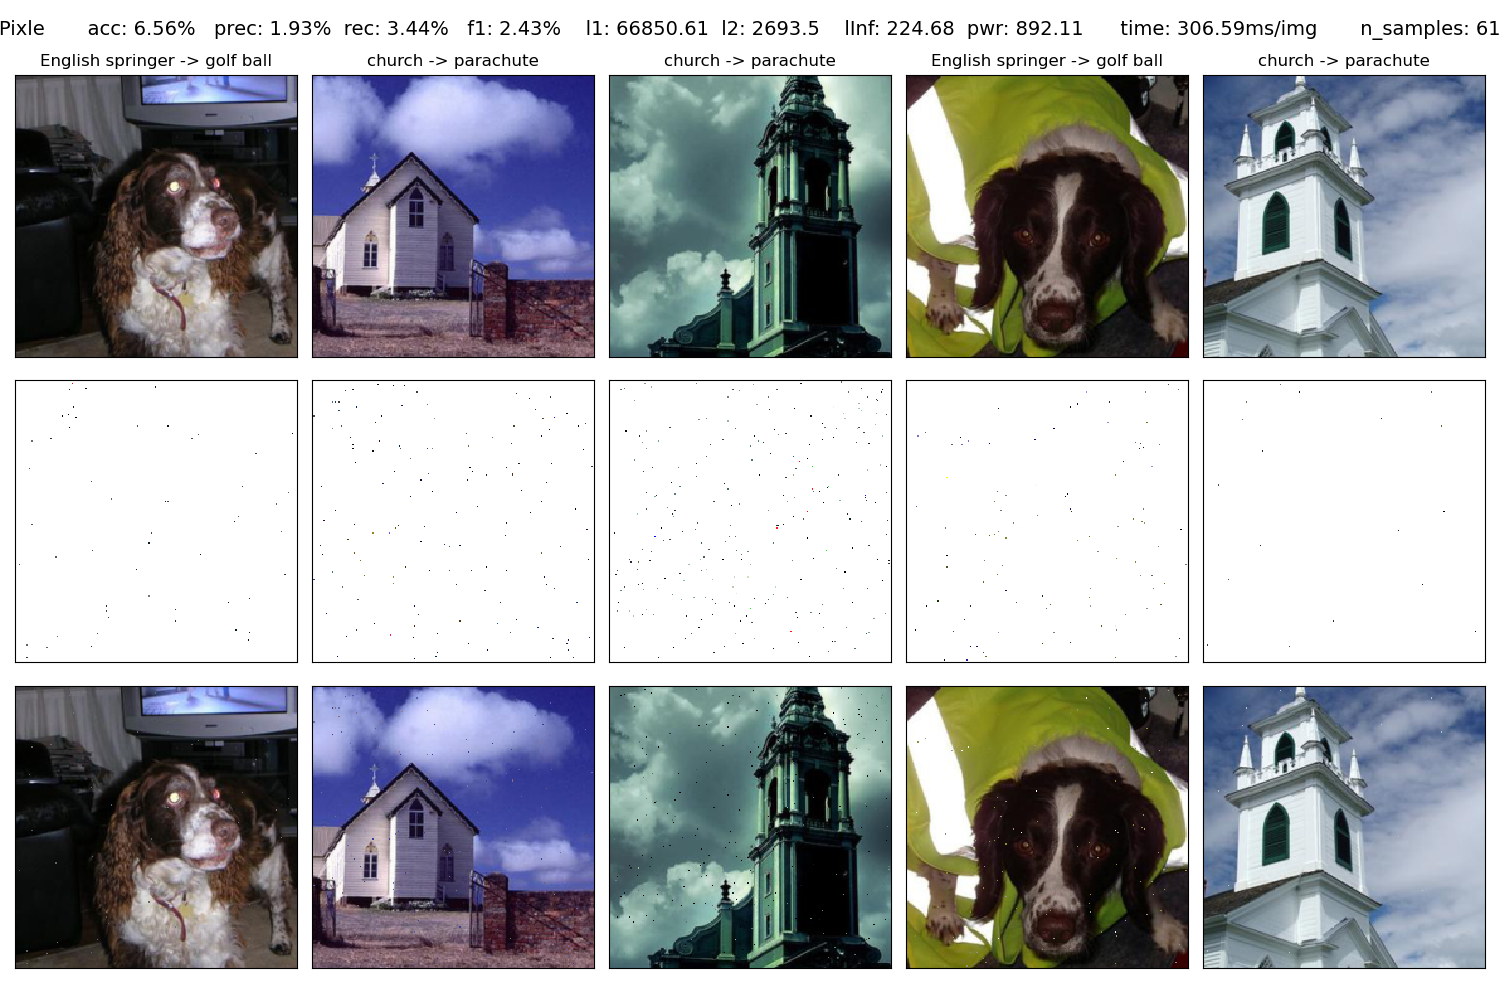 Pixle acc: 6.56% prec: 1.93% rec: 3.44% f1: 2.43% l1: 66850.61 l2: 2693.5 lInf: 224.68 pwr: 892.11 time: 306.59ms/img n_samples: 61
English springer -> golf ball church -> parachute church -> parachute English springer -> golf ball church -> parachute